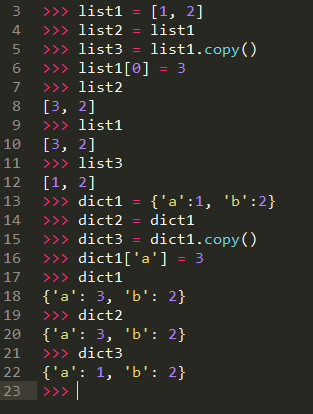 3 >>> list1 = [1, 2]
4 >>> list2 = list1
5 >>> list3 = list1.copy()
6 >>> list1[0] = 3
7 >>> list2
8 [3, 2]
9 >>> list1
10 [3, 2]
11 >>> list3
12 [1, 2]
13 >>> dict1 = {'a':1, 'b':2}
14 >>> dict2 = dict1
15 >>> dict3 = dict1.copy()
16 >>> dict1['a'] = 3
17 >>> dict1
18 {'a': 3, 'b': 2}
19 >>> dict2
20 {'a': 3, 'b': 2}
21 >>> dict3
22 {'a': 1, 'b': 2}
23 >>>